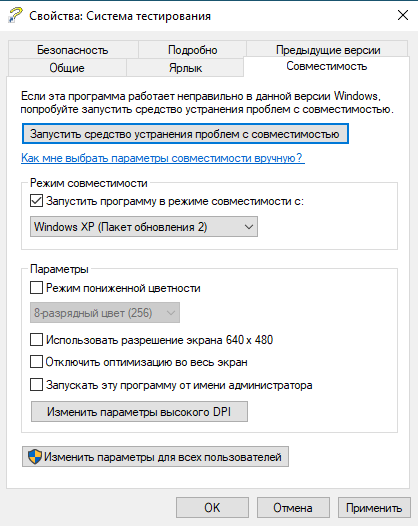 Свойства: Система тестирования
Безопасность Подробно Предыдущие версии
Общие Ярлык Совместимость
Если эта программа работает неправильно в данной версии Windows,
попробуйте запустить средство устранения проблем с совместимостью.
Запустить средство устранения проблем с совместимостью
Как мне выбрать параметры совместимости вручную?
Режим совместимости
Запустить программу в режиме совместимости с:
Windows XP (Пакет обновления 2)
Параметры
Режим пониженной цветности
8-разрядный цвет (256)
Использовать разрешение экрана 640 x 480
Отключить оптимизацию во весь экран
Запускать эту программу от имени администратора
Изменить параметры высокого DPI
Изменить параметры для всех пользователей
ОК Отмена Применить